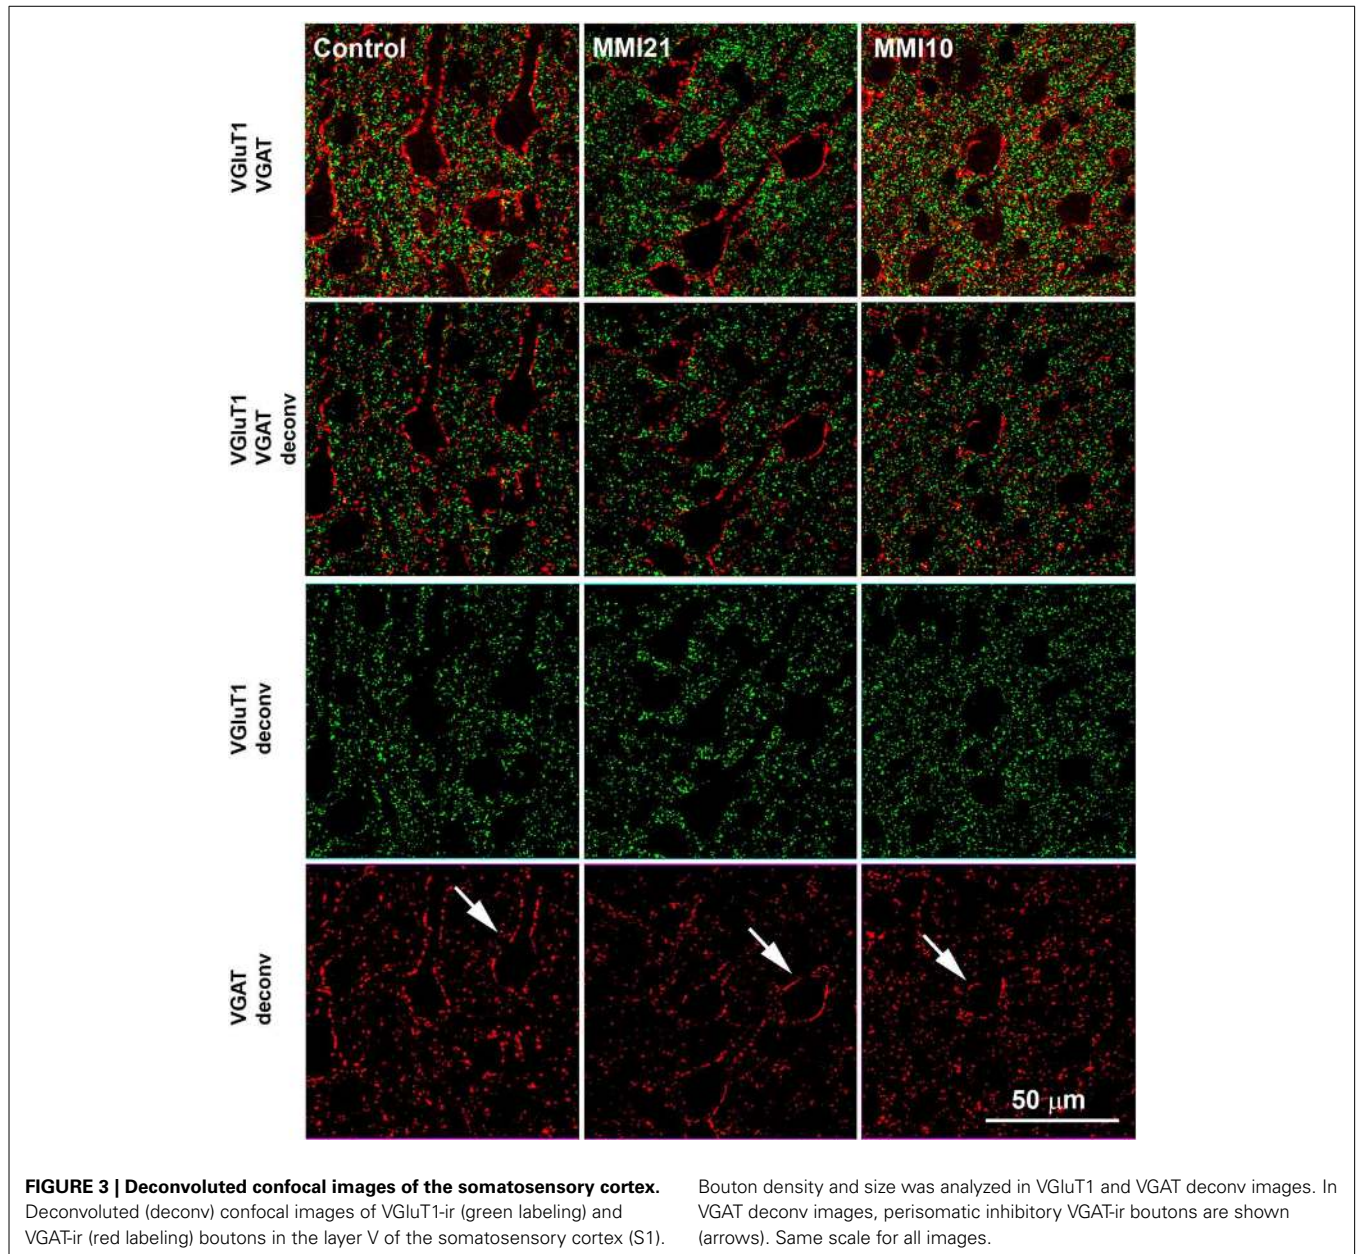 Control
MMI21
MMI10
VGluT1
VGAT
VGluT1
VGAT
deconv
VGluT1
deconv
VGAT
deconv
50 μm
FIGURE 3 | Deconvoluted confocal images of the somatosensory cortex.
Deconvoluted (deconv) confocal images of VGluT1-ir (green labeling) and
VGAT-ir (red labeling) boutons in the layer V of the somatosensory cortex (S1).
Bouton density and size was analyzed in VGluT1 and VGAT deconv images. In
VGAT deconv images, perisomatic inhibitory VGAT-ir boutons are shown
(arrows). Same scale for all images.